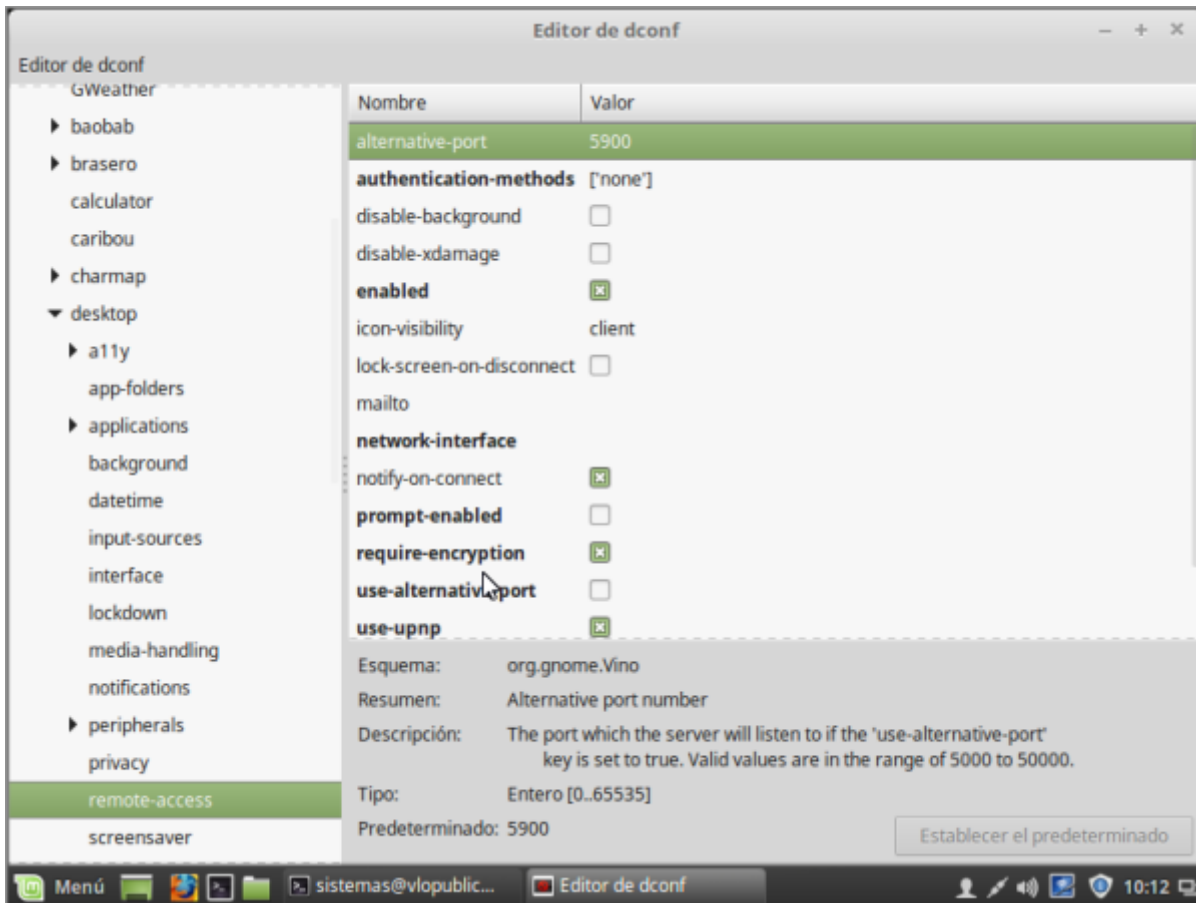 Editor de dconf
Editor de dconf
GWeather
baobab
brasero
calculator
caribou
charmap
desktop
a11y
app-folders
applications
background
datetime
input-sources
interface
lockdown
media-handling
notifications
peripherals
privacy
remote-access
screensaver
Nombre Valor
alternative-port 5900
authentication-methods ['none']
disable-background
disable-xdamage
enabled
icon-visibility client
lock-screen-on-disconnect
mailto
network-interface
notify-on-connect
prompt-enabled
require-encryption
use-alternative-port
use-upnp
Esquema: org.gnome.Vino
Resumen: Alternative port number
Descripción: The port which the server will listen to if the 'use-alternative-port'
key is set to true. Valid values are in the range of 5000 to 50000.
Tipo: Entero [0..65535]
Predeterminado: 5900
Establecer el predeterminado
Menú sistemas@vlopublic... Editor de dconf 10:12